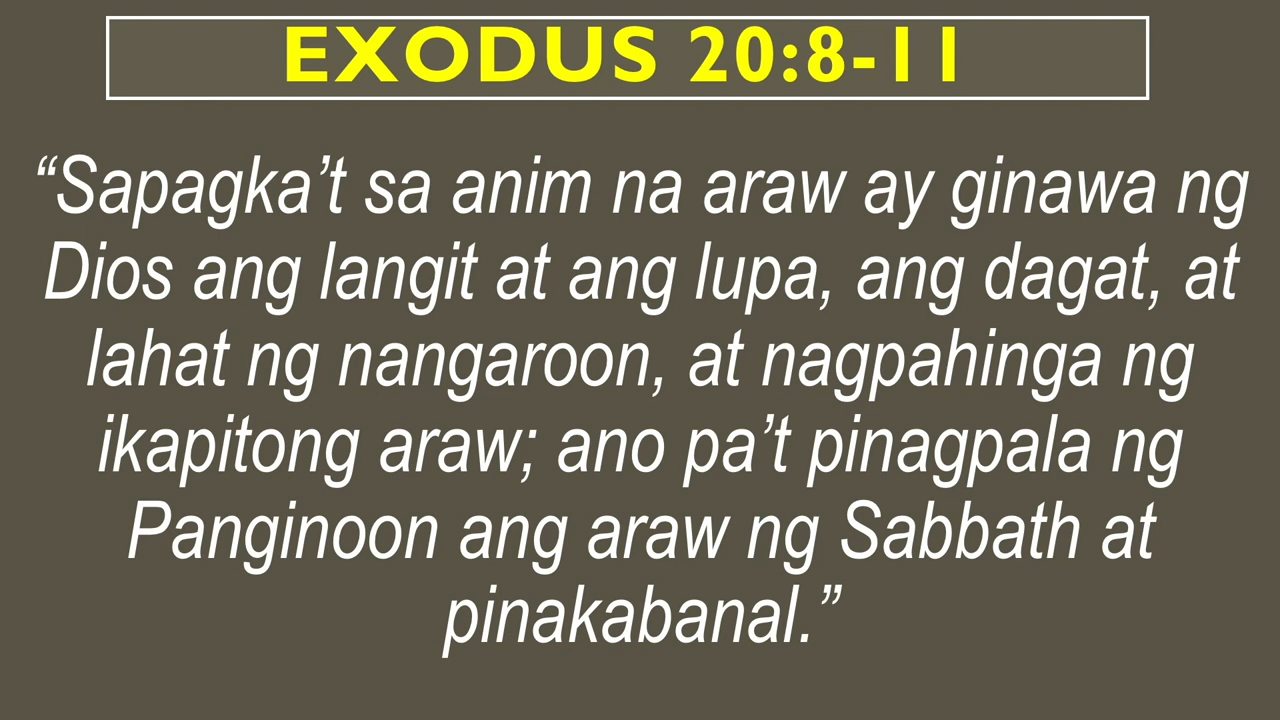 EXODUS 20:8-11
“Sapagka’t sa anim na araw ay ginawa ng
Dios ang langit at ang lupa, ang dagat, at
lahat ng nangaroon, at nagpahinga ng
ikapitong araw; ano pa’t pinagpala ng
Panginoon ang araw ng Sabbath at
pinakabanal.”